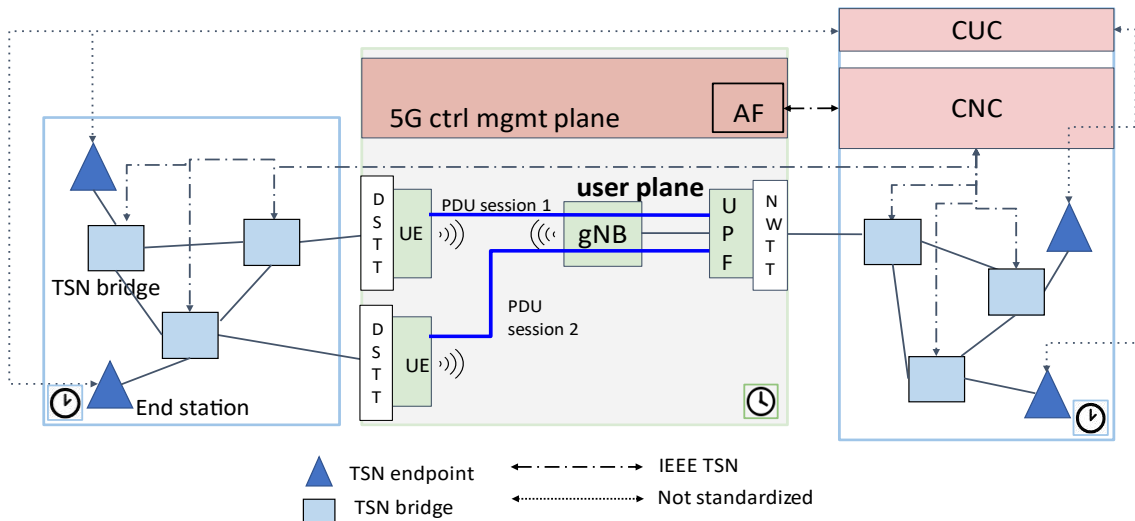 CUC
CNC
5G ctrl mgmt plane
AF
user plane
D
S
T
T
UE
PDU session 1
gNB
U
P
F
N
W
T
T
TSN bridge
PDU
session 2
D
S
T
T
UE
End station
TSN endpoint
IEEE TSN
TSN bridge
Not standardized